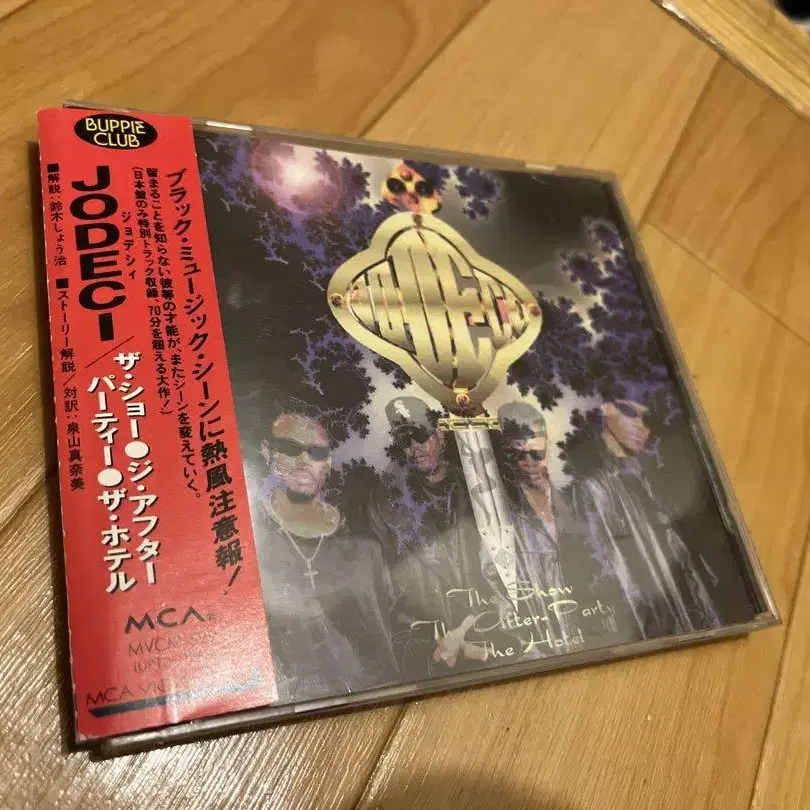 BUPPIE
CLUB
JODECI
ジョデシィ
ザ・ショー●ジ・アフター
パーティー●ザ・ホテル
■解説:鈴木しょう治 ■ストーリー解説/対訳:泉山真奈美
ブラック・ミュージック・シーンに熱風注意報!
留まることを知らない彼等の才能が、またシーンを変えていく。
(日本盤のみ特別トラック収録、70分を超える大作!)
MCA
MCA VIC
JODECI
The Show
The After-Party
The Hotel